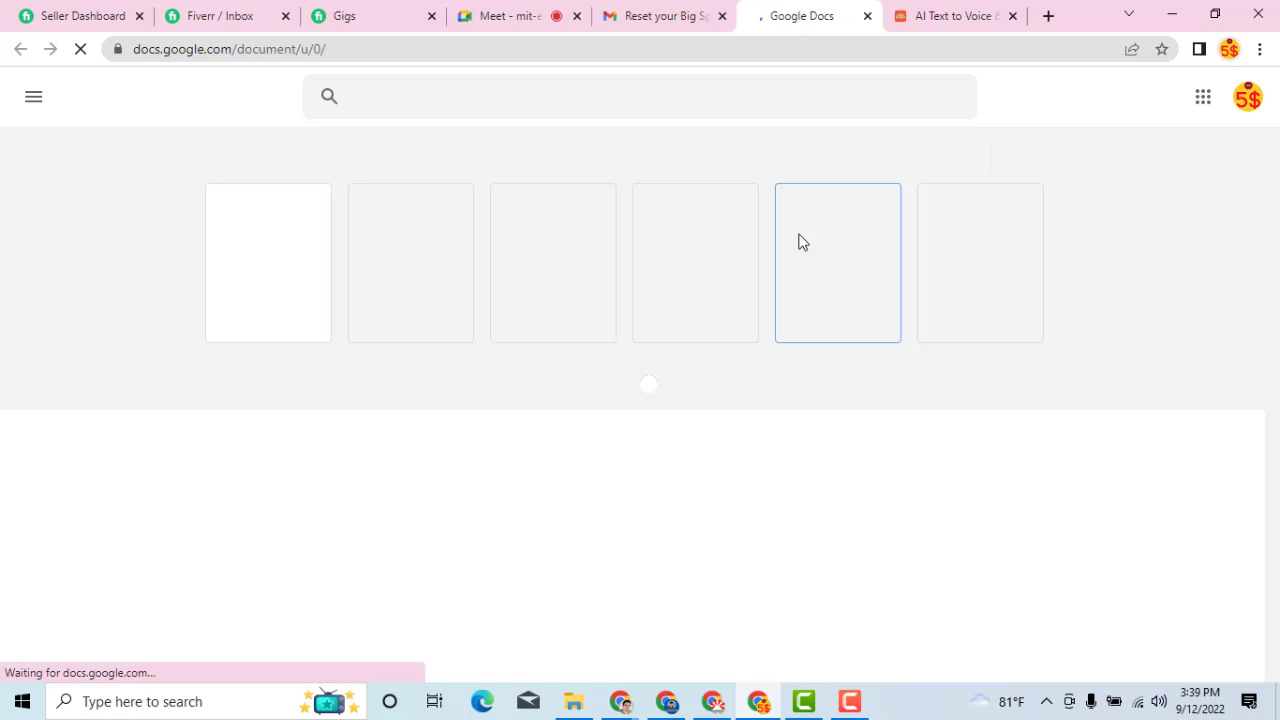 Seller Dashboard
Fiverr / Inbox
Gigs
Meet - mit-e
Reset your Big Sp
Google Docs
AI Text to Voice &
docs.google.com/document/u/0/
5$
5$
Waiting for docs.google.com...
Type here to search
5$
81°F
3:39 PM
9/12/2022